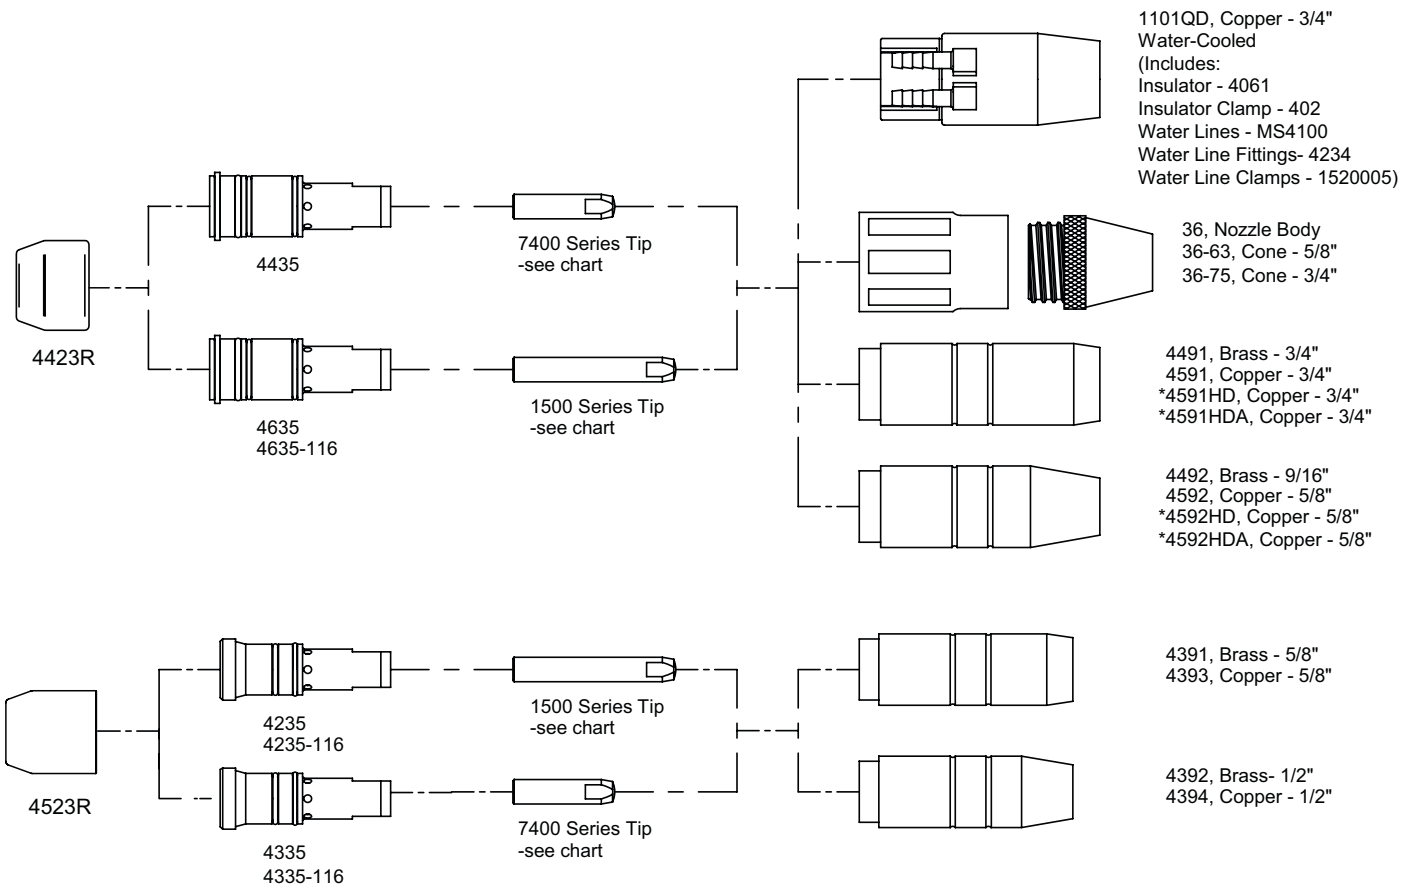 1101QD, Copper - 3/4"
Water-Cooled
(Includes:
Insulator - 4061
Insulator Clamp - 402
Water Lines - MS4100
Water Line Fittings- 4234
Water Line Clamps - 1520005)
4435
7400 Series Tip
-see chart
36, Nozzle Body
36-63, Cone - 5/8"
36-75, Cone - 3/4"
4423R
4635
4635-116
1500 Series Tip
-see chart
4491, Brass - 3/4"
4591, Copper - 3/4"
*4591HD, Copper - 3/4"
*4591HDA, Copper - 3/4"
4492, Brass - 9/16"
4592, Copper - 5/8"
*4592HD, Copper - 5/8"
*4592HDA, Copper - 5/8"
4235
4235-116
1500 Series Tip
-see chart
4391, Brass - 5/8"
4393, Copper - 5/8"
4523R
4335
4335-116
7400 Series Tip
-see chart
4392, Brass- 1/2"
4394, Copper - 1/2"